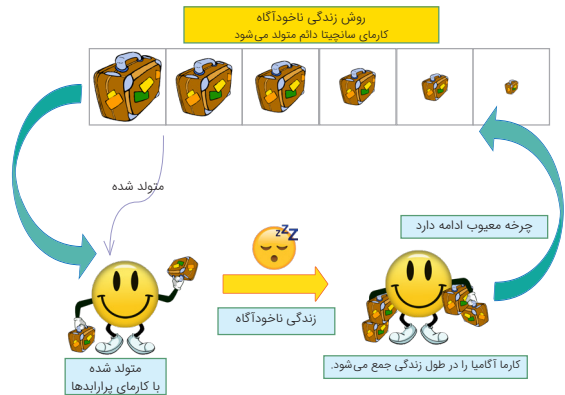 روش زندگی ناخودآگاه
کارمای سانچیتا دائم متولد می‌شود
متولد شده
چرخه معیوب ادامه دارد
zZZ
زندگی ناخودآگاه
کارما آگامیا را در طول زندگی جمع می‌شود.
متولد شده
با کارمای پرارابدها